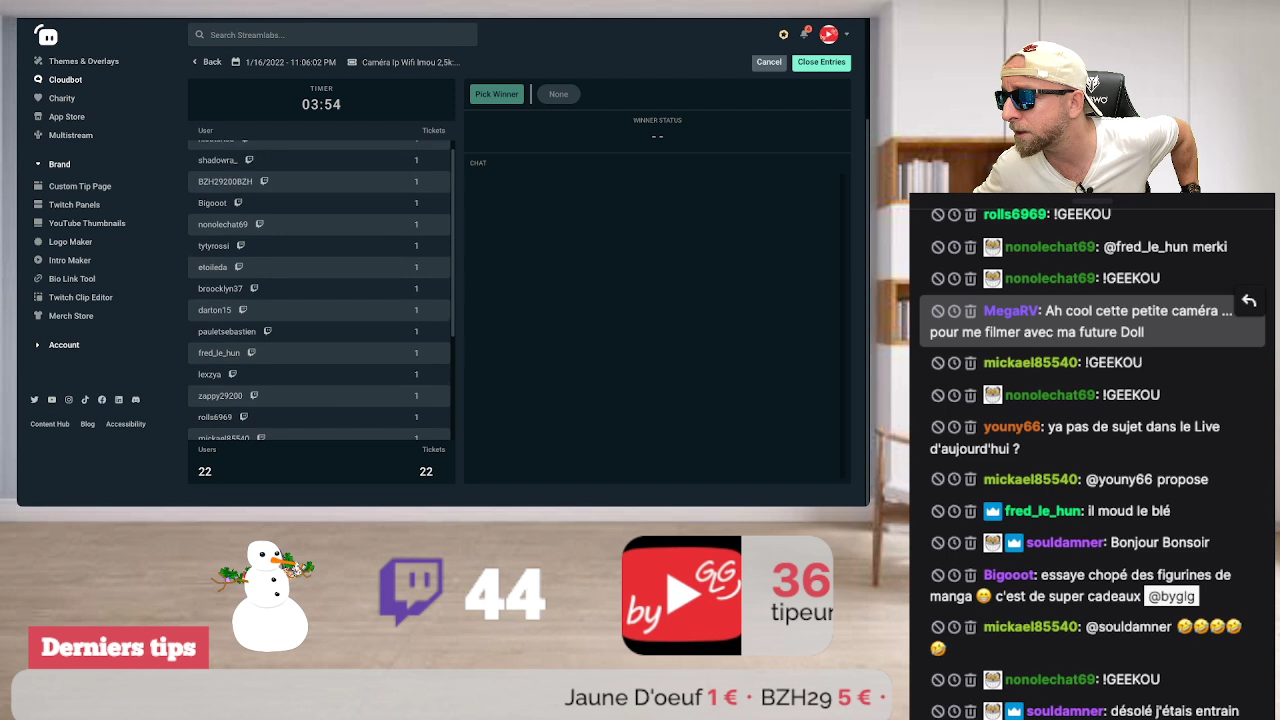 Search Streamlabs...
Themes & Overlays
Cloudbot
Charity
App Store
Multistream
Brand
Custom Tip Page
Twitch Panels
YouTube Thumbnails
Logo Maker
Intro Maker
Bio Link Tool
Twitch Clip Editor
Merch Store
Account
Content Hub Blog Accessibility
Back 1/16/2022 - 11:06:02 PM Caméra Ip Wifi Imou 2,5k:...
Cancel Close Entries
TIMER
03:54
User Tickets
shadowra_ 1
BZH29200BZH 1
Bigooot 1
nonolechat69 1
tytyrossi 1
etoileda 1
broocklyn37 1
darton15 1
pauletsebastien 1
fred_le_hun 1
lexzya 1
zappy29200 1
rolls6969 1
mickael85540 1
Users Tickets
22 22
Pick Winner None
WINNER STATUS
--
CHAT
rolls6969: !GEEKOU
nonolechat69: @fred_le_hun merki
nonolechat69: !GEEKOU
MegaRV: Ah cool cette petite caméra ...
pour me filmer avec ma future Doll
mickael85540: !GEEKOU
nonolechat69: !GEEKOU
youny66: ya pas de sujet dans le Live
d'aujourd'hui ?
mickael85540: @youny66 propose
fred_le_hun: il moud le blé
souldamner: Bonjour Bonsoir
Bigooot: essaye chopé des figurines de
manga 😁 c'est de super cadeaux @byglg
mickael85540: @souldamner 🤣🤣🤣🤣
🤣
nonolechat69: !GEEKOU
souldamner: désolé j'étais entrain
44
by GLG
36
tipeur
Derniers tips
Jaune D'oeuf 1 € · BZH29 5 € ·